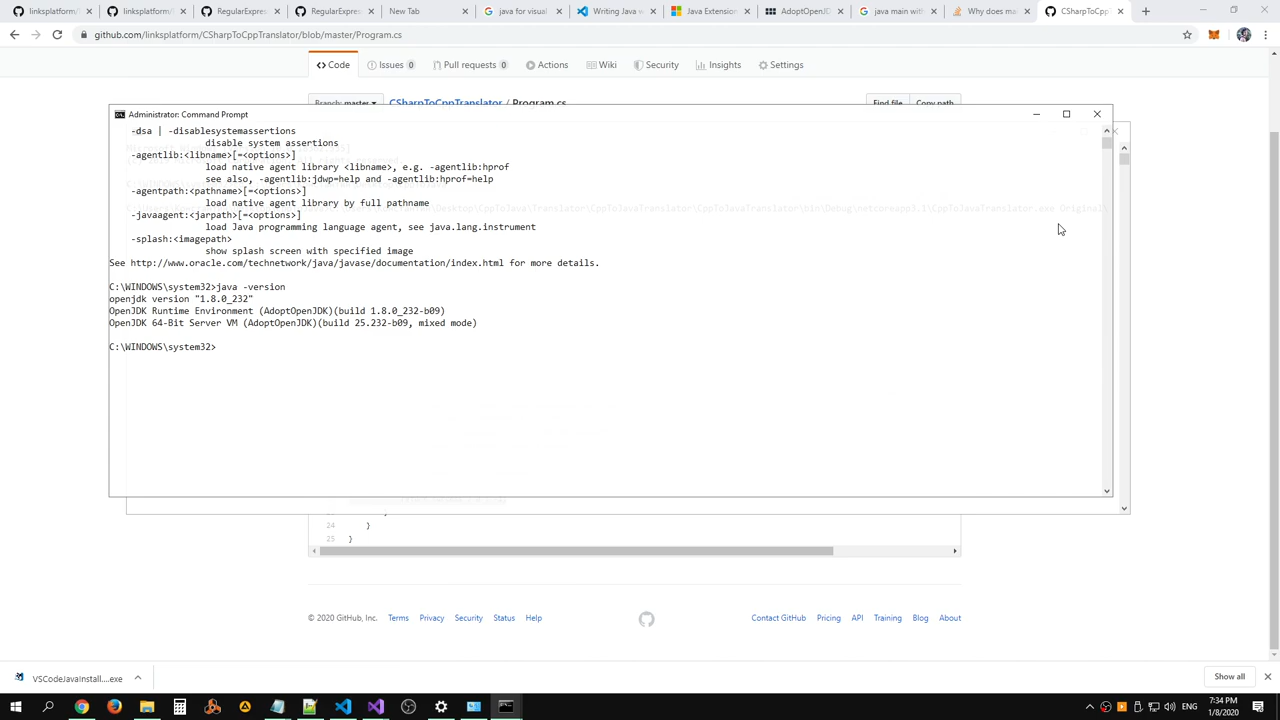 linksplatform/C
linksplatform/C
RegularExpres
RegularExpres
New Tab
java for visual
Writing Java w
Java Extension
AdoptOpenJD
java main with
Why does mai
CSharpToCpp
github.com/linksplatform/CSharpToCppTranslator/blob/master/Program.cs
Code
Issues 0
Pull requests 0
Actions
Wiki
Security
Insights
Settings
Branch: master
CSharpToCppTranslator / Program.cs
Find file
Copy path
Administrator: Command Prompt
-dsa | -disablesystemassertions
disable system assertions
-agentlib:<libname>[=<options>]
load native agent library <libname>, e.g. -agentlib:hprof
see also, -agentlib:jdwp=help and -agentlib:hprof=help
-agentpath:<pathname>[=<options>]
load native agent library by full pathname
-javaagent:<jarpath>[=<options>]
load Java programming language agent, see java.lang.instrument
-splash:<imagepath>
show splash screen with specified image
See http://www.oracle.com/technetwork/java/javase/documentation/index.html for more details.
C:\WINDOWS\system32>java -version
openjdk version "1.8.0_232"
OpenJDK Runtime Environment (AdoptOpenJDK)(build 1.8.0_232-b09)
OpenJDK 64-Bit Server VM (AdoptOpenJDK)(build 25.232-b09, mixed mode)
C:\WINDOWS\system32>
24 }
25 }
© 2020 GitHub, Inc.
Terms
Privacy
Security
Status
Help
Contact GitHub
Pricing
API
Training
Blog
About
VSCodeJavaInstall....exe
Show all
ENG
7:34 PM
1/8/2020